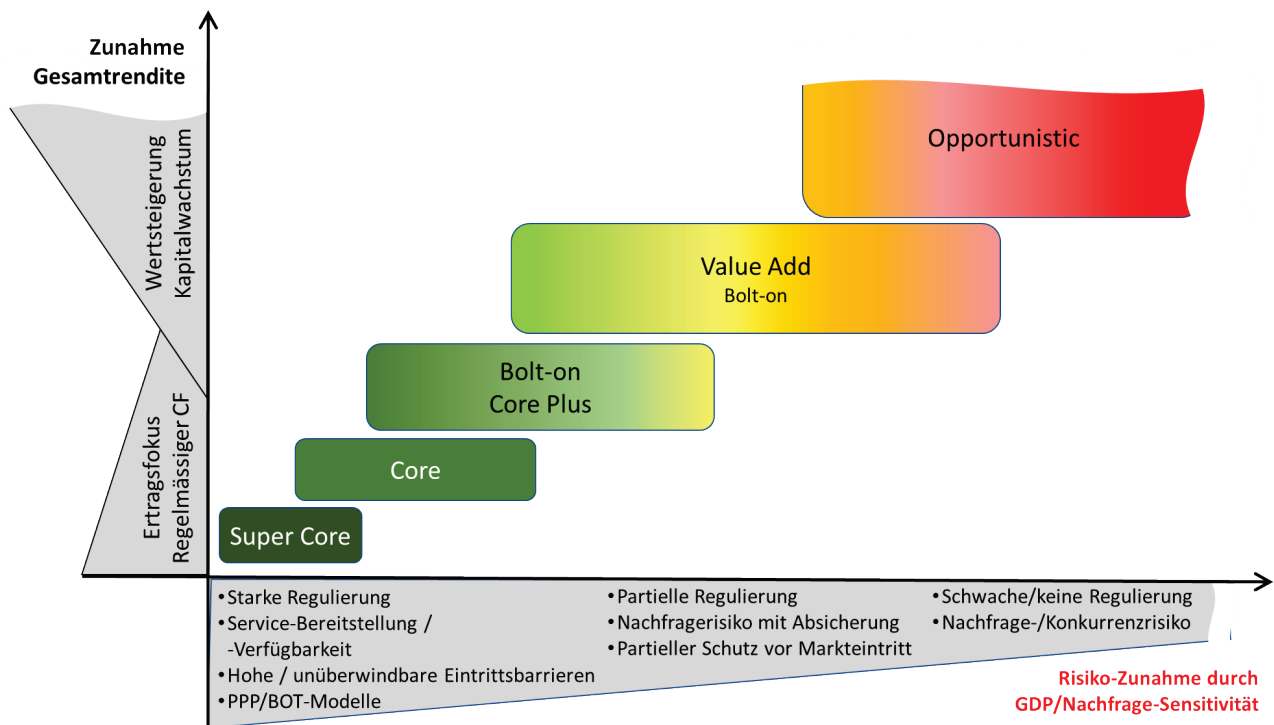 Zunahme
Gesamtrendite
Wertsteigerung
Kapitalwachstum
Ertragsfokus
Regelmässiger CF
Opportunistic
Value Add
Bolt-on
Bolt-on
Core Plus
Core
Super Core
•Starke Regulierung
•Service-Bereitstellung /
-Verfügbarkeit
•Hohe / unüberwindbare Eintrittsbarrieren
•PPP/BOT-Modelle
•Partielle Regulierung
•Nachfragerisiko mit Absicherung
•Partieller Schutz vor Markteintritt
•Schwache/keine Regulierung
•Nachfrage-/Konkurrenzrisiko
Risiko-Zunahme durch
GDP/Nachfrage-Sensitivität